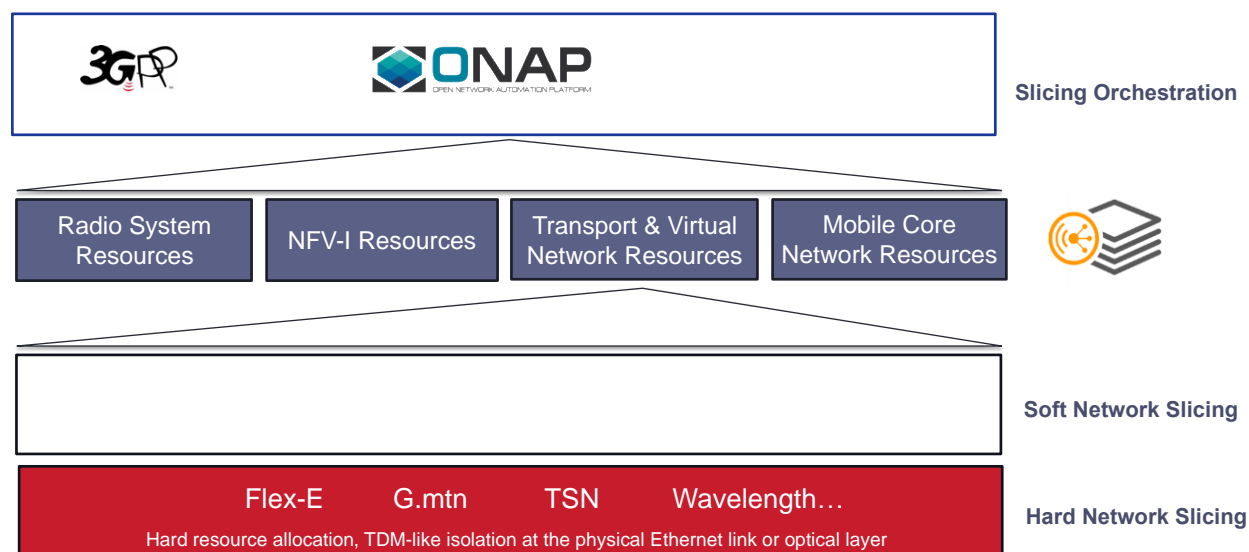 3GPP
ONAP
OPEN NETWORK AUTOMATION PLATFORM
Slicing Orchestration
Radio System
Resources
NFV-I Resources
Transport & Virtual
Network Resources
Mobile Core
Network Resources
Soft Network Slicing
Flex-E G.mtn TSN Wavelength…
Hard resource allocation, TDM-like isolation at the physical Ethernet link or optical layer
Hard Network Slicing